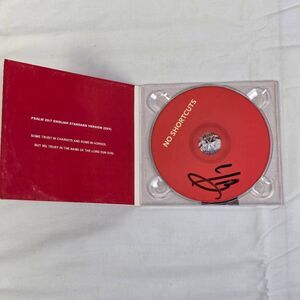 PSALM 20:7 ENGLISH STANDARD VERSION (ESV)
SOME TRUST IN CHARIOTS AND SOME IN HORSES,
BUT WE TRUST IN THE NAME OF THE LORD OUR GOD.
NO SHORTCUTS